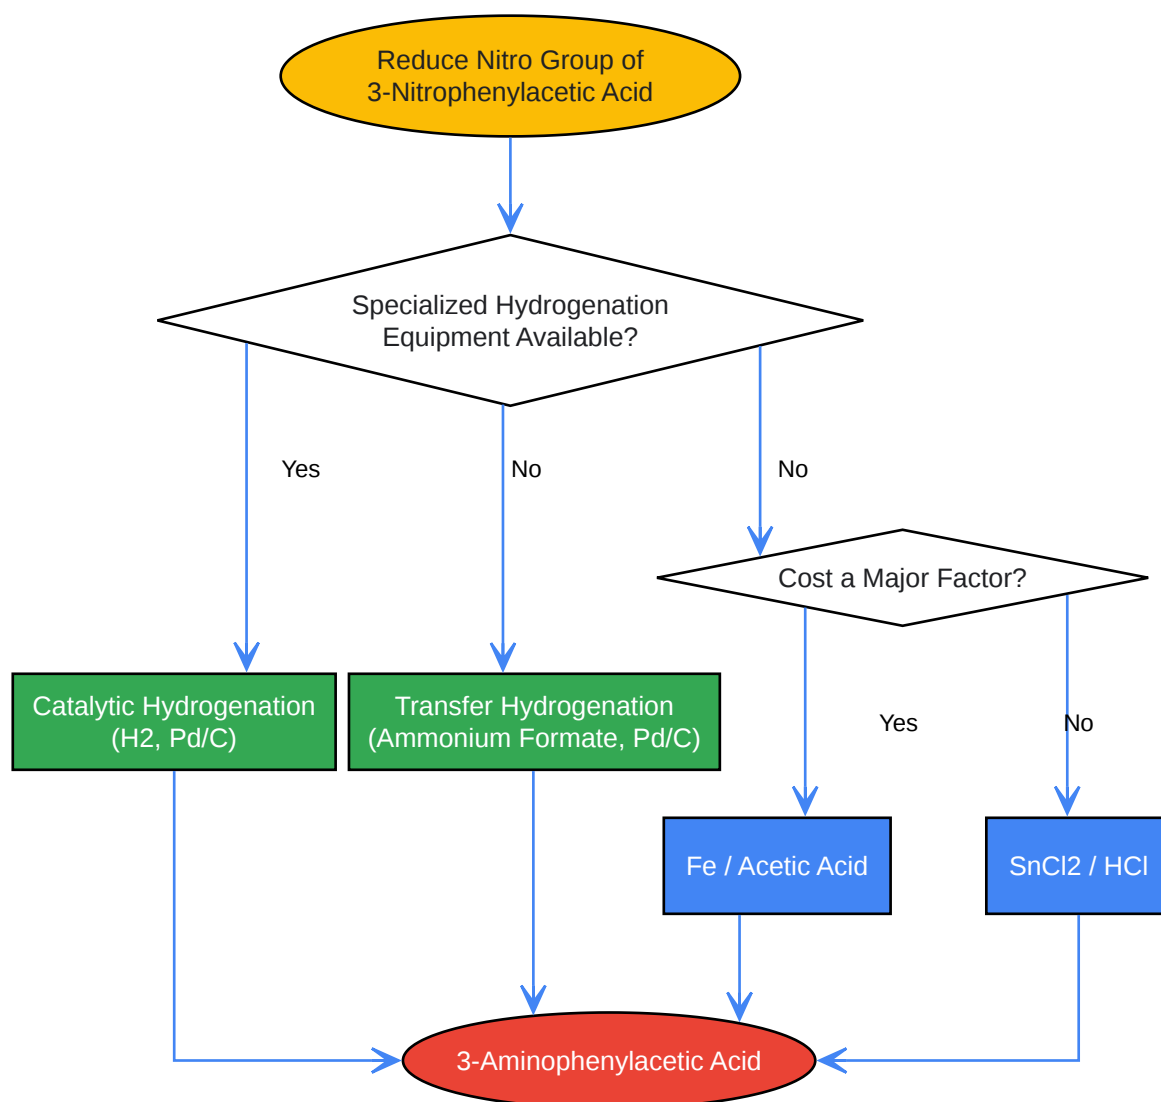 Reduce Nitro Group of
3-Nitrophenylacetic Acid
Specialized Hydrogenation
Equipment Available?
Yes
No
No
Cost a Major Factor?
Catalytic Hydrogenation
(H2, Pd/C)
Transfer Hydrogenation
(Ammonium Formate, Pd/C)
Yes
No
Fe / Acetic Acid
SnCl2 / HCl
3-Aminophenylacetic Acid